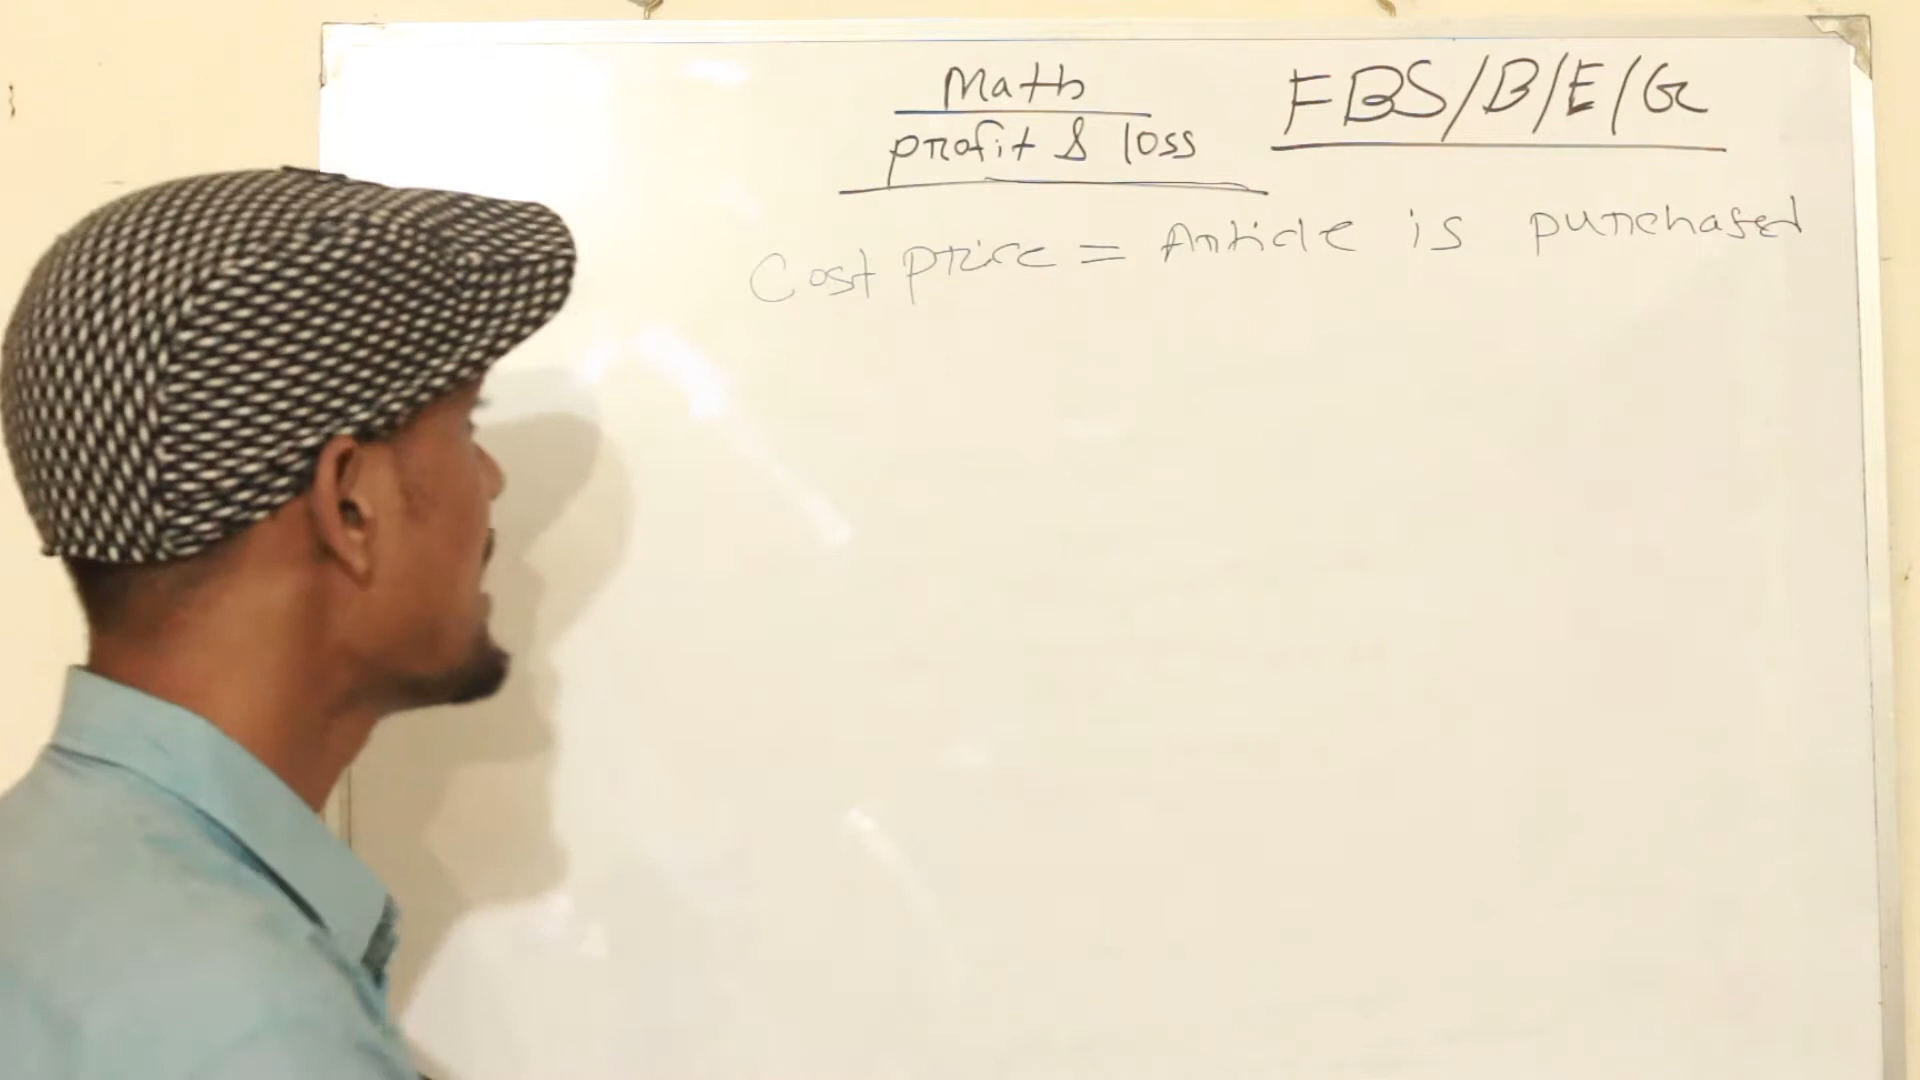 Math
profit & loss
FBS/B/E/G
Cost price = Article is purchased